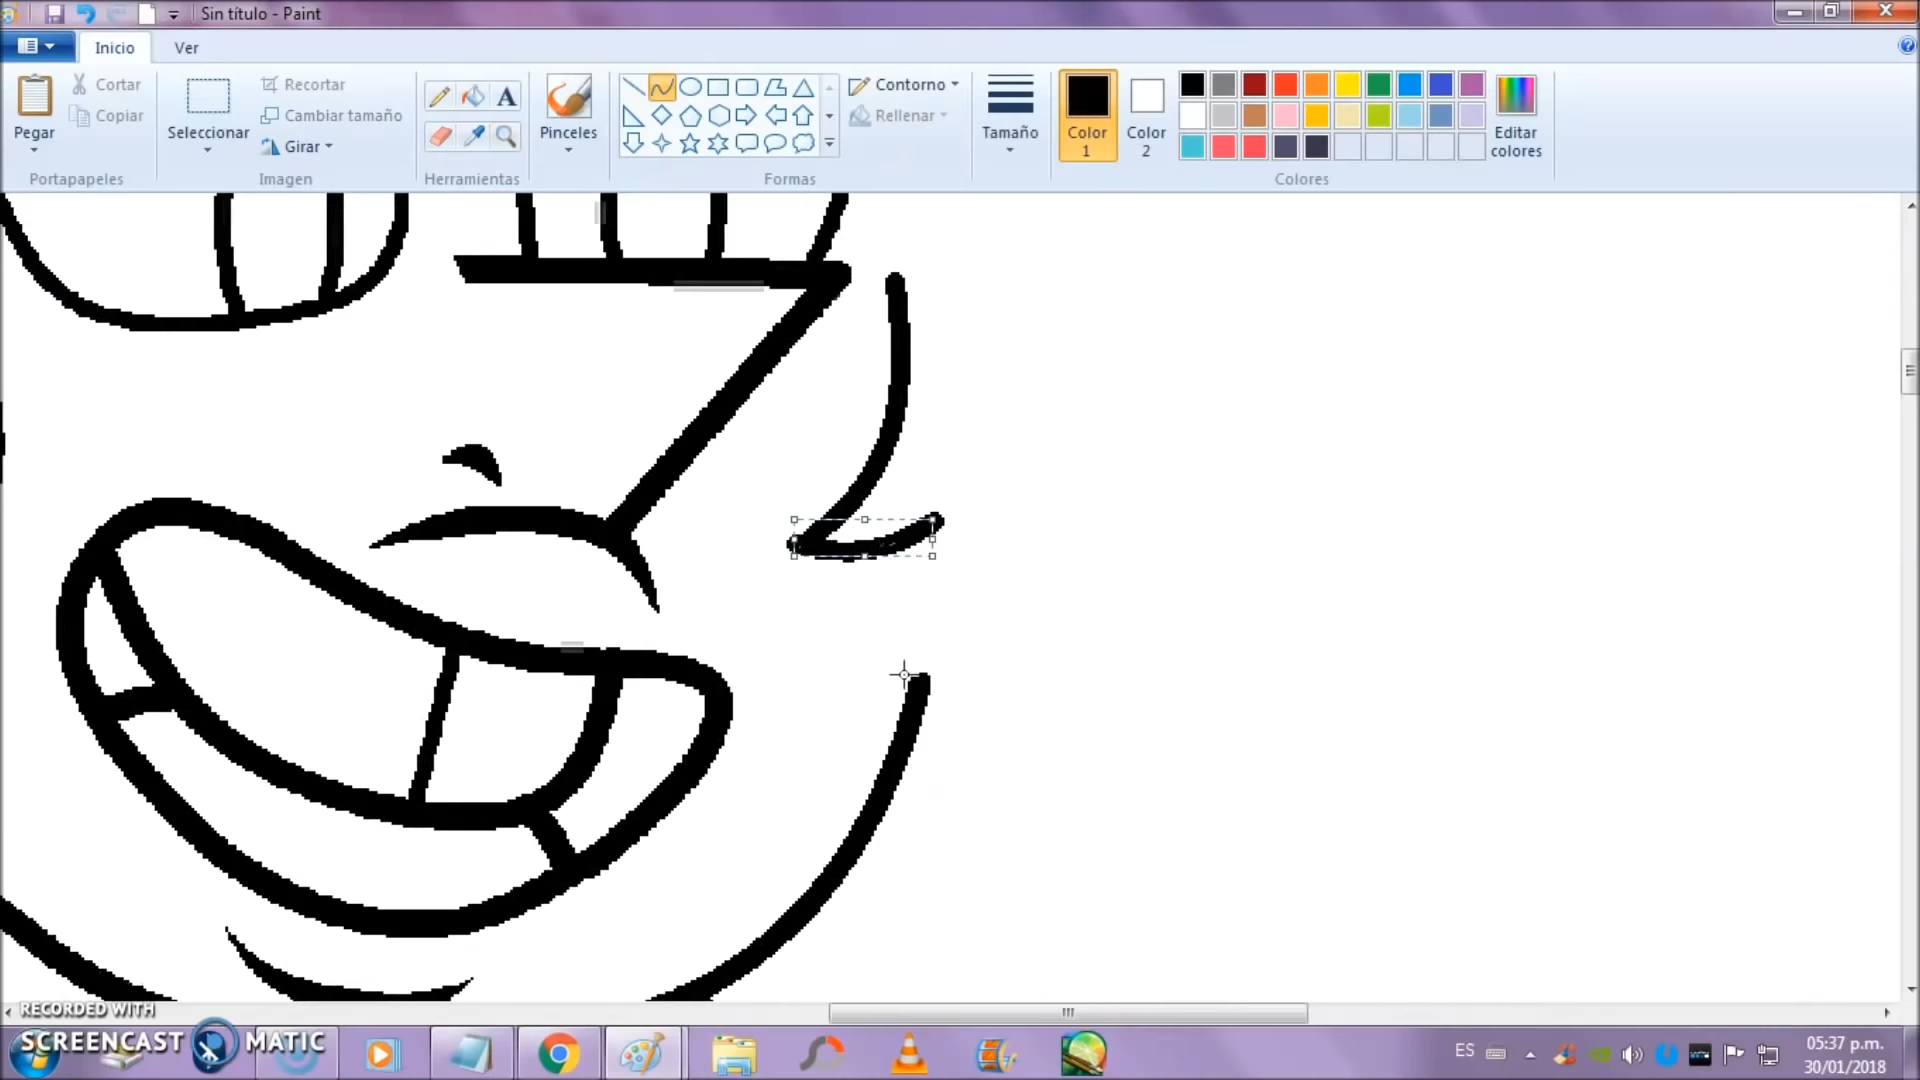 Sin título - Paint
Inicio Ver
Pegar
Cortar
Copiar
Portapapeles
Seleccionar
Recortar
Cambiar tamaño
Girar
Imagen
A
Herramientas
Pinceles
Formas
Contorno
Rellenar
Tamaño
Color 1
Color 2
Editar colores
Colores
RECORDED WITH
SCREENCAST MATIC
ES
05:37 p.m.
30/01/2018